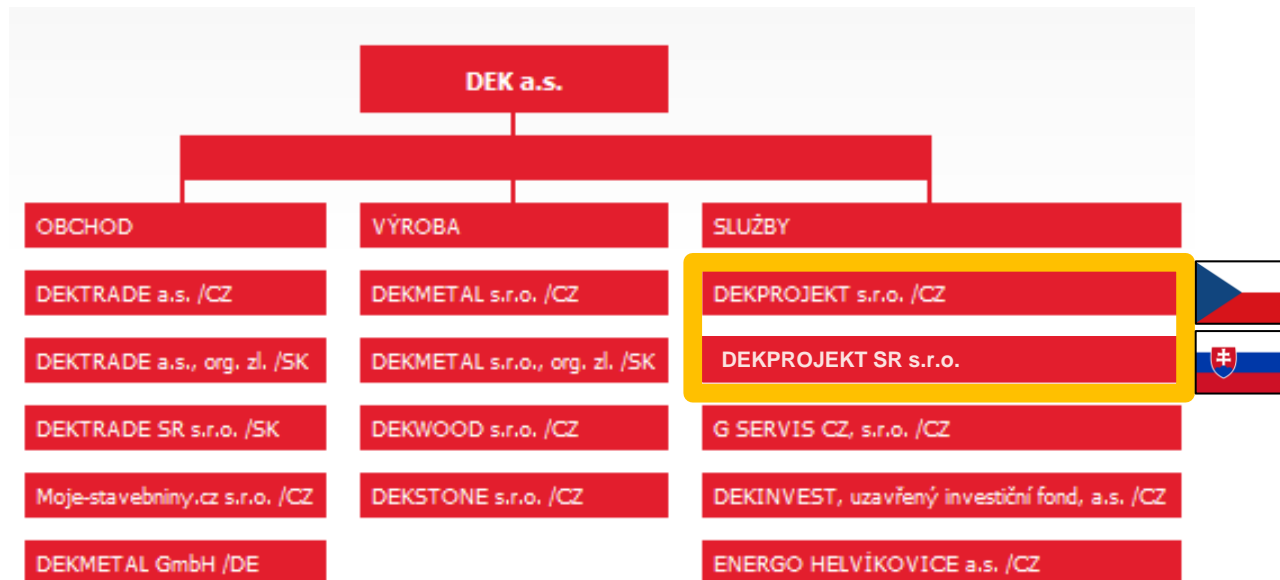 DEK a.s.
OBCHOD
DEKTRADE a.s. /CZ
DEKTRADE a.s., org. zl. /SK
DEKTRADE SR s.r.o. /SK
Moje-stavebniny.cz s.r.o. /CZ
DEKMETAL GmbH /DE
VÝROBA
DEKMETAL s.r.o. /CZ
DEKMETAL s.r.o., org. zl. /SK
DEKWOOD s.r.o. /CZ
DEKSTONE s.r.o. /CZ
SLUŽBY
DEKPROJEKT s.r.o. /CZ
DEKPROJEKT SR s.r.o.
G SERVIS CZ, s.r.o. /CZ
DEKINVEST, uzavřený investiční fond, a.s. /CZ
ENERGO HELVÍKOVICE a.s. /CZ